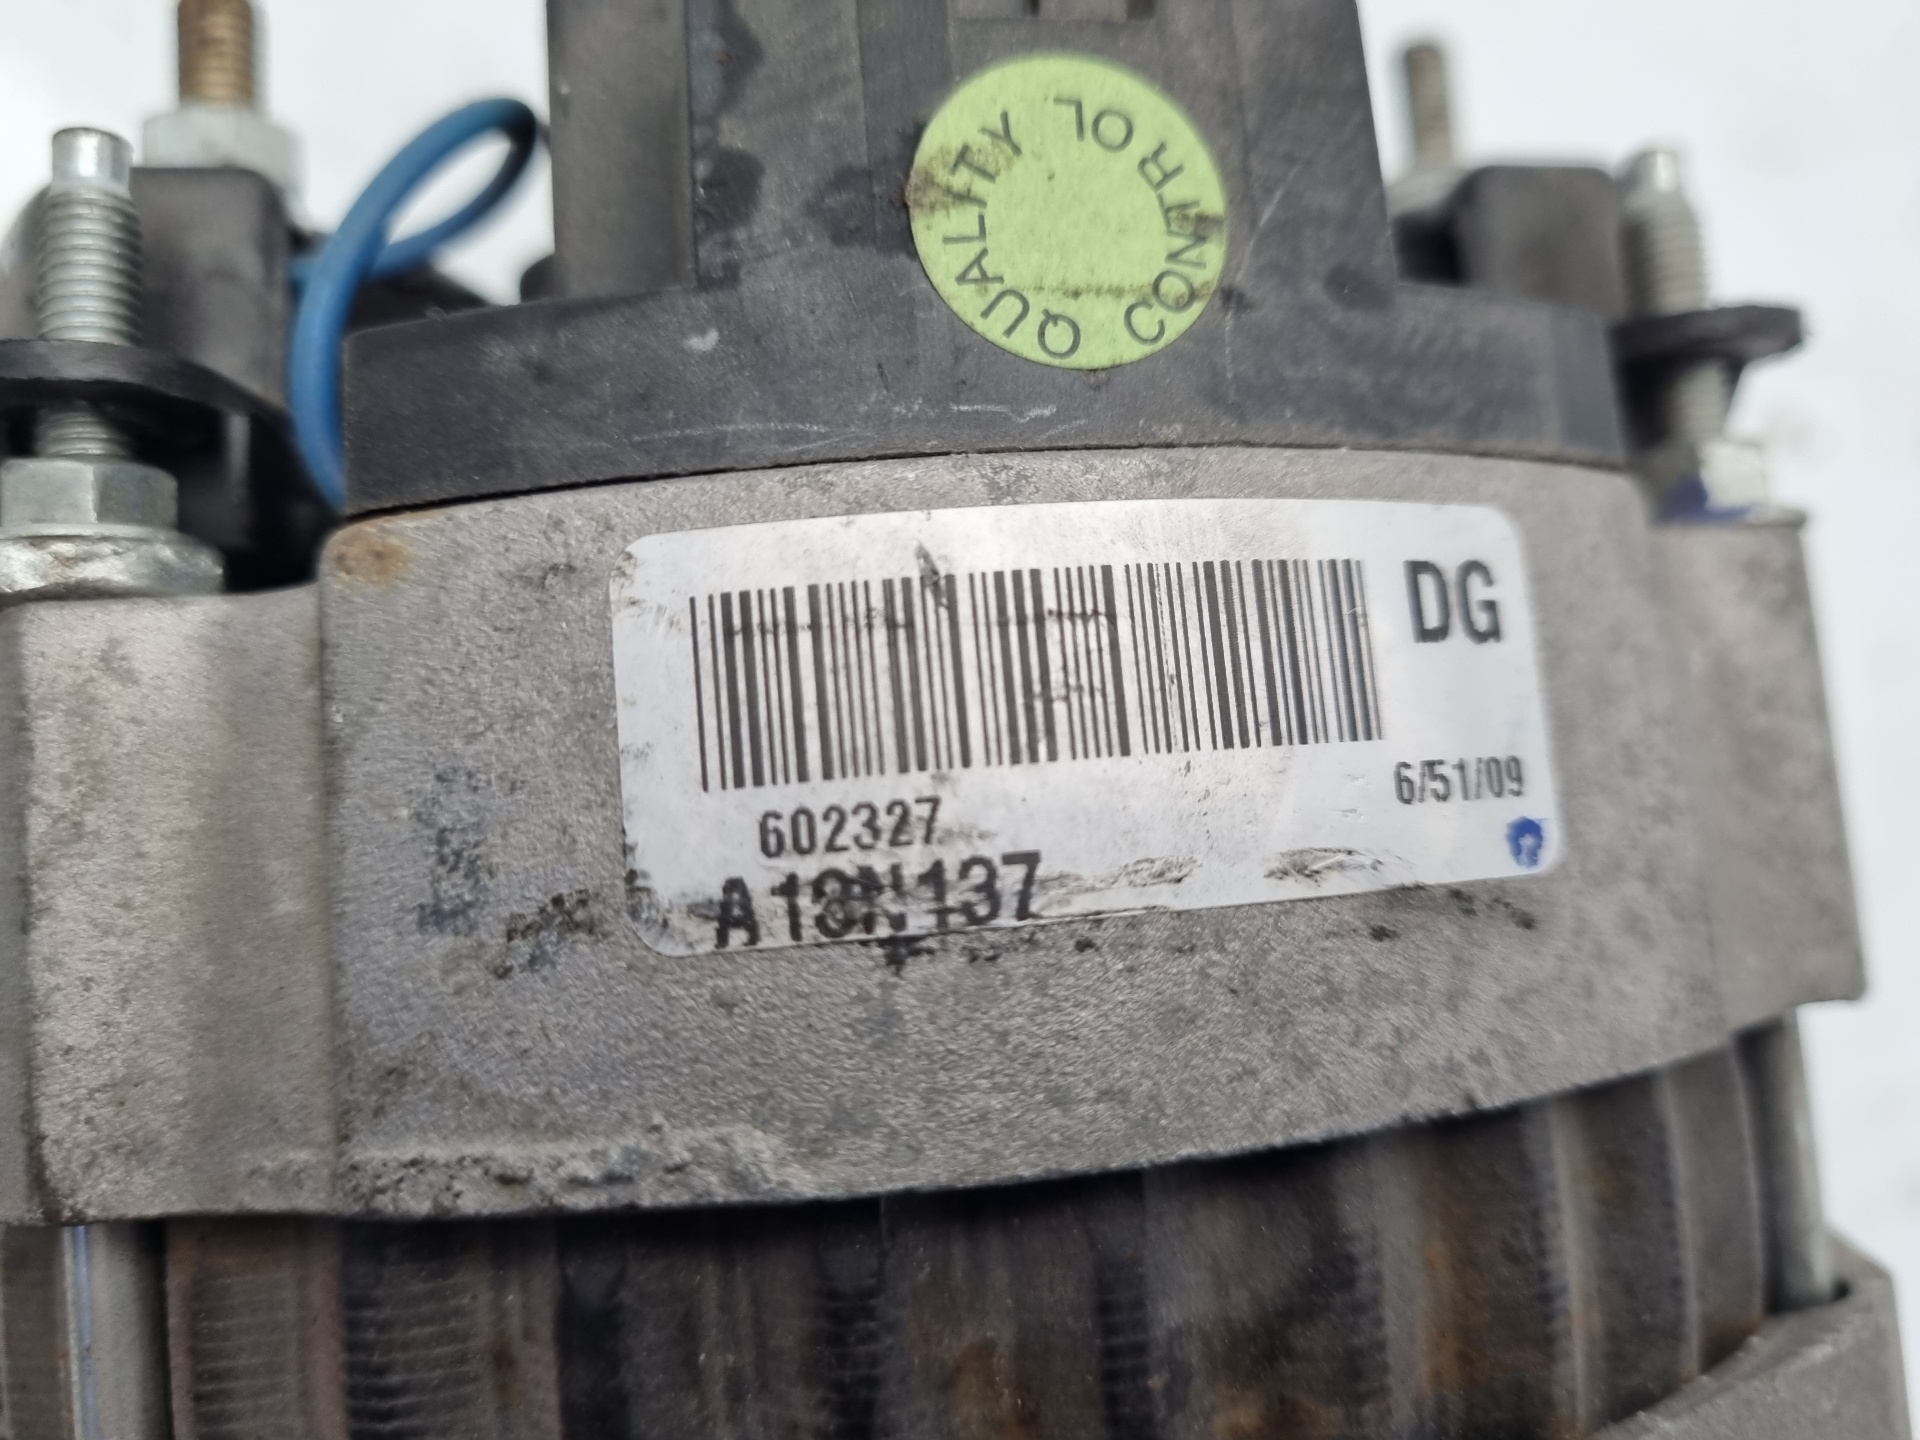 QUALITY CONTROL
DG
6/51/09
602327
A13N137